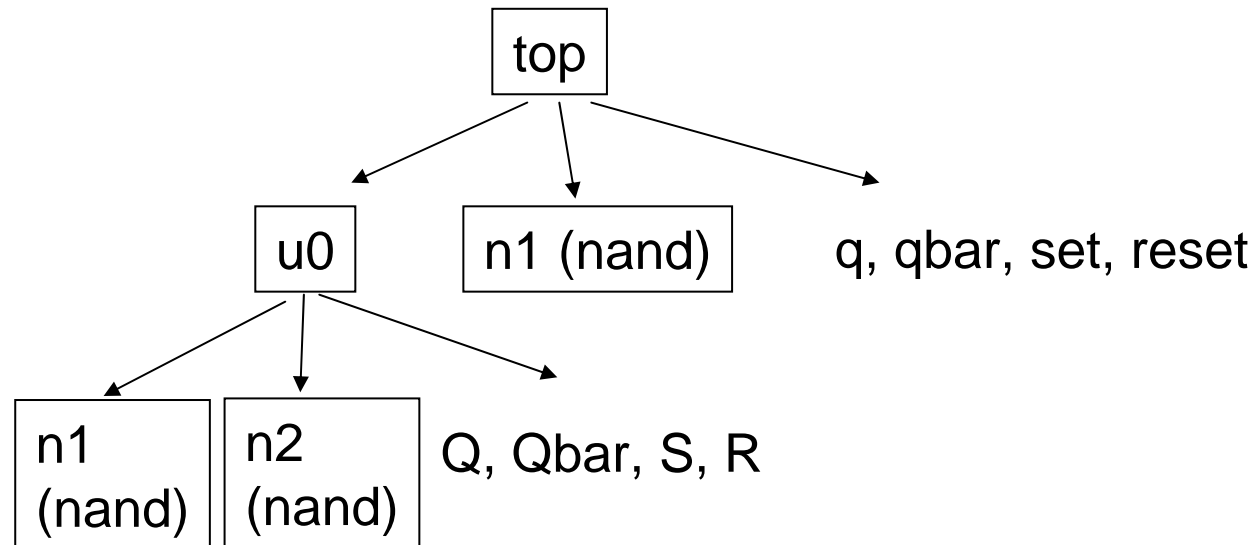 top
u0
n1 (nand)
q, qbar, set, reset
n1
(nand)
n2
(nand)
Q, Qbar, S, R